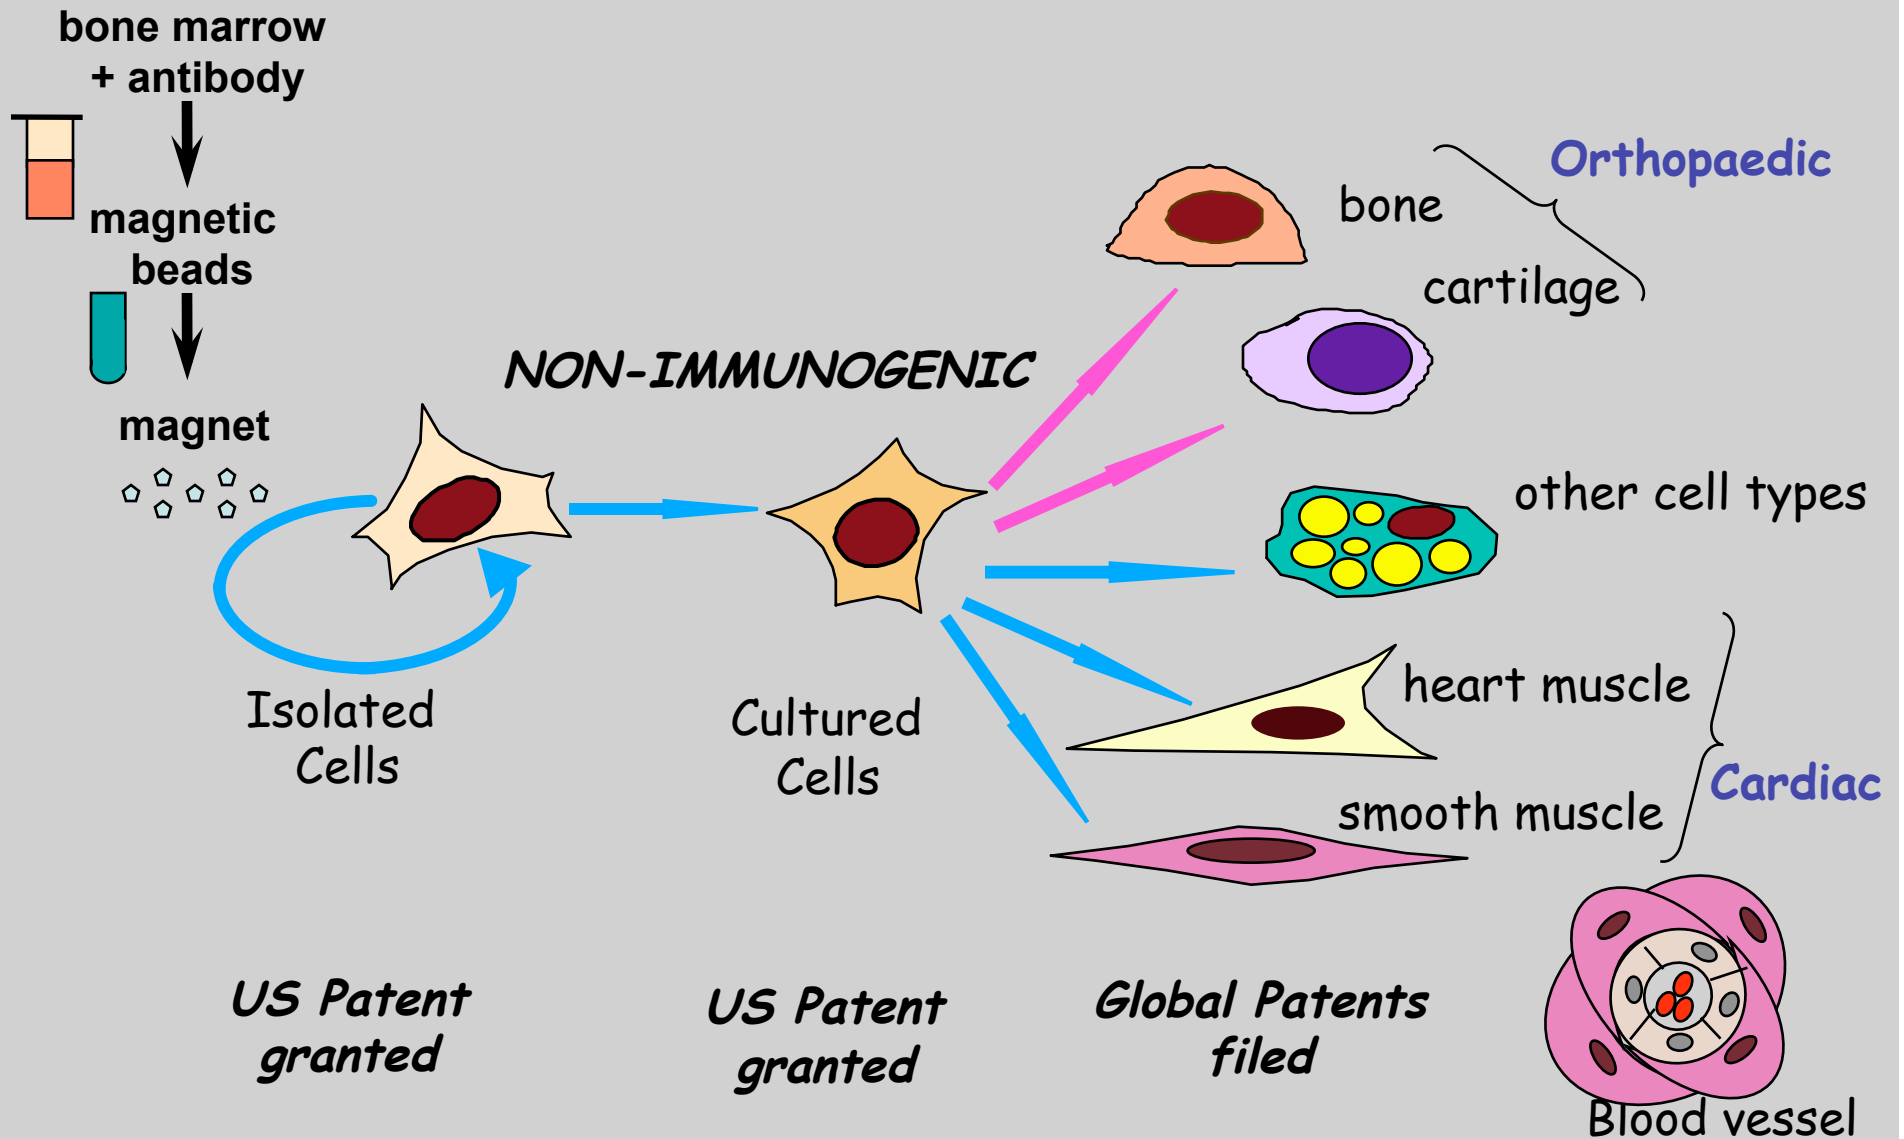 bone marrow
+ antibody
magnetic
beads
magnet
NON-IMMUNOGENIC
Isolated
Cells
Cultured
Cells
bone
cartilage
Orthopaedic
other cell types
heart muscle
smooth muscle
Cardiac
Blood vessel
US Patent
granted
US Patent
granted
Global Patents
filed